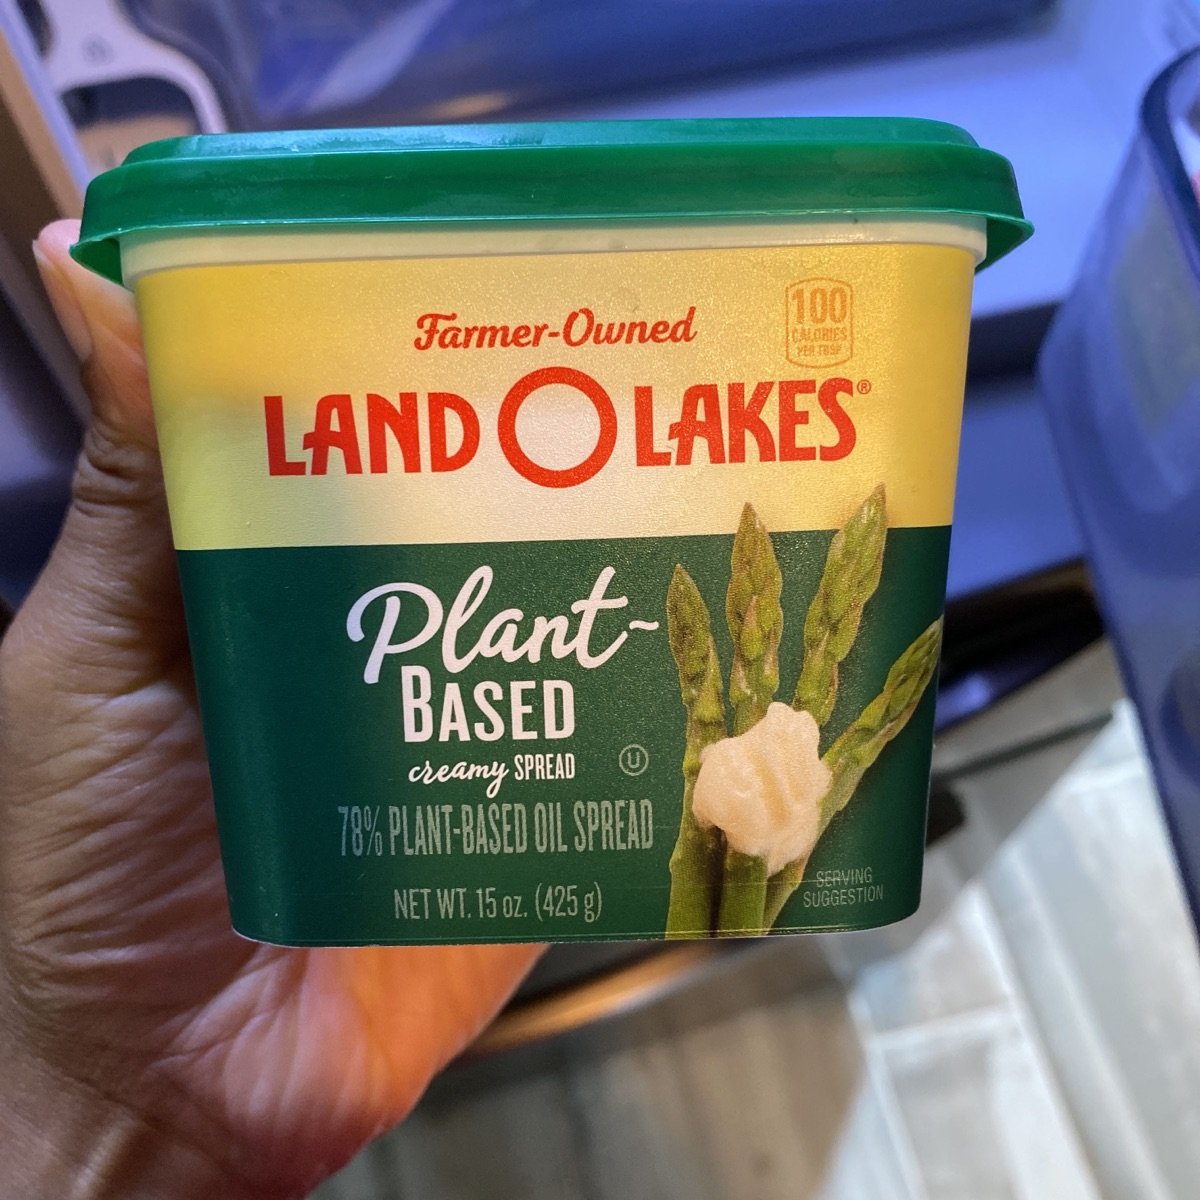 Farmer-Owned
100
CALORIES
PER TBSP
LAND O LAKES®
Plant-
BASED
creamy SPREAD
U
78% PLANT-BASED OIL SPREAD
NET WT. 15 oz. (425 g)
SERVING
SUGGESTION